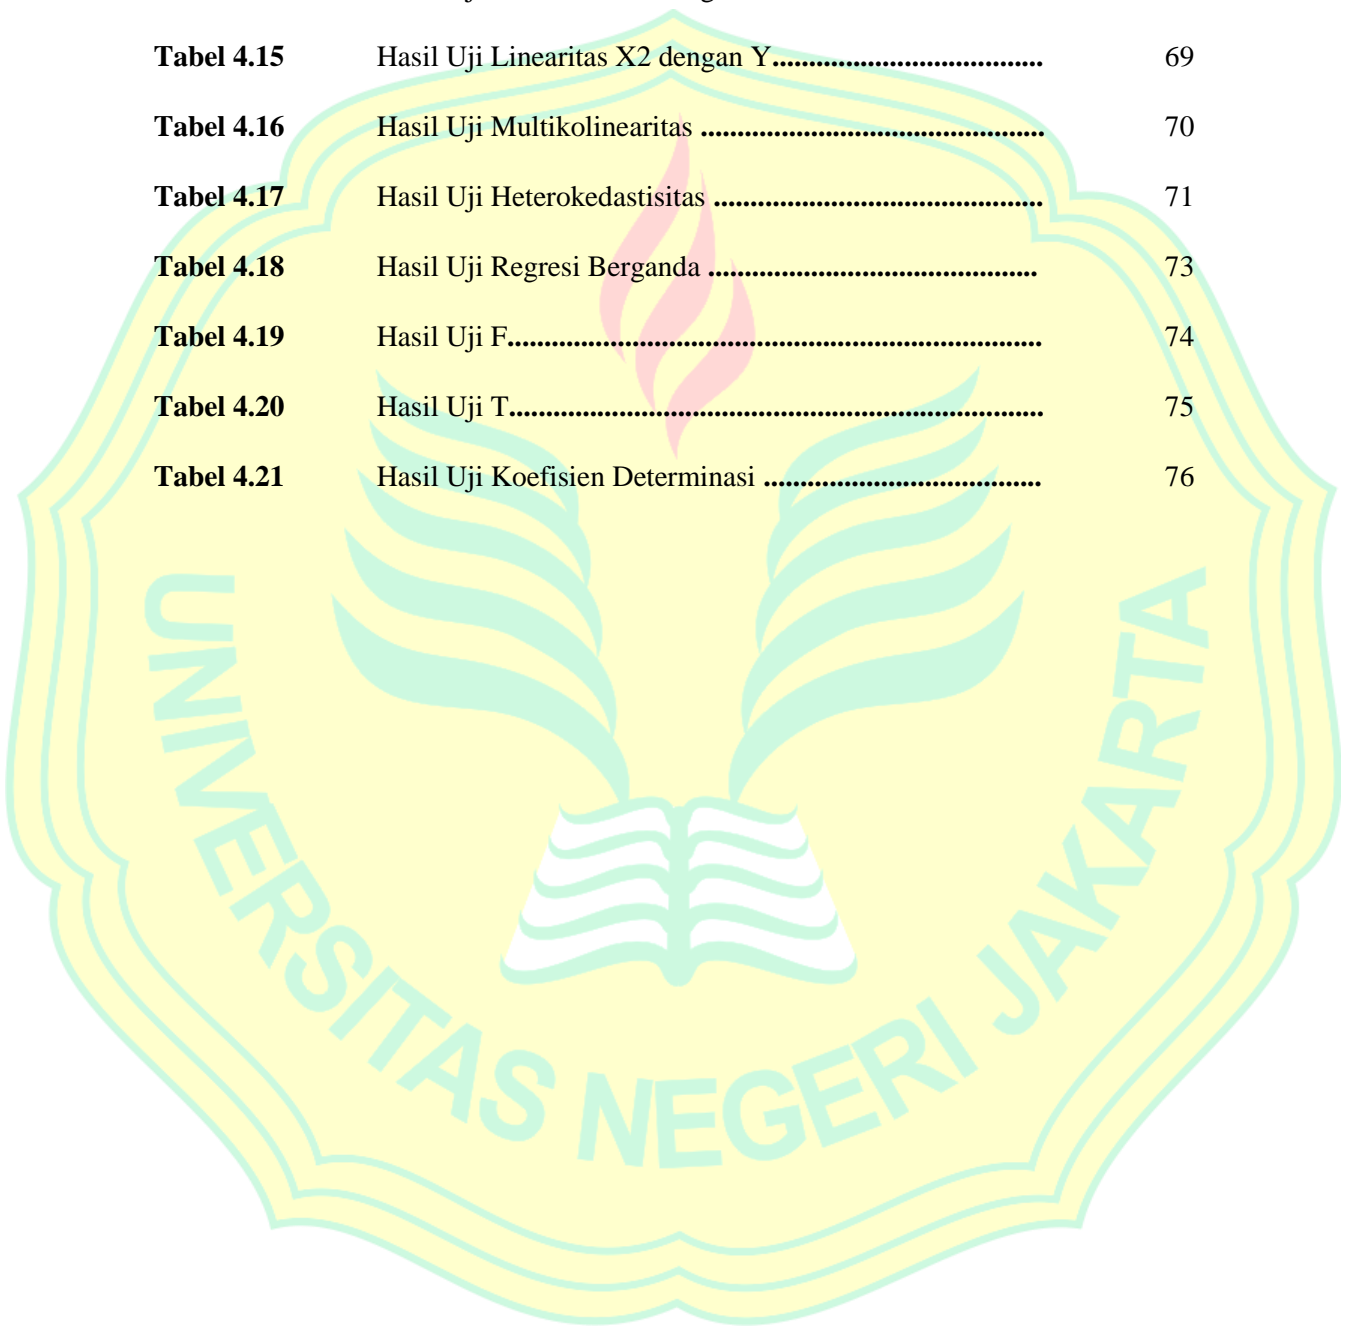 Tabel 4.15 Hasil Uji Linearitas X2 dengan Y.................................... 69
Tabel 4.16 Hasil Uji Multikolinearitas .............................................. 70
Tabel 4.17 Hasil Uji Heterokedastisitas ............................................ 71
Tabel 4.18 Hasil Uji Regresi Berganda ............................................ 73
Tabel 4.19 Hasil Uji F........................................................................ 74
Tabel 4.20 Hasil Uji T........................................................................ 75
Tabel 4.21 Hasil Uji Koefisien Determinasi ..................................... 76
UNIVERSITAS NEGERI JAKARTA